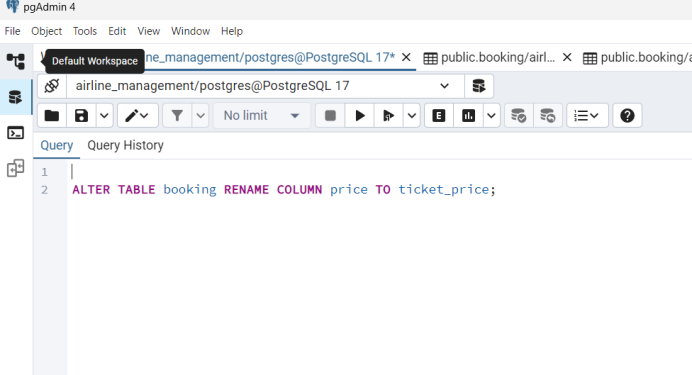 pgAdmin 4
File Object Tools Edit View Window Help
Default Workspace
ne_management/postgres@PostgreSQL 17* public.booking/airl... public.booking/a
airline_management/postgres@PostgreSQL 17
No limit
E
Query Query History
1
2 ALTER TABLE booking RENAME COLUMN price TO ticket_price;